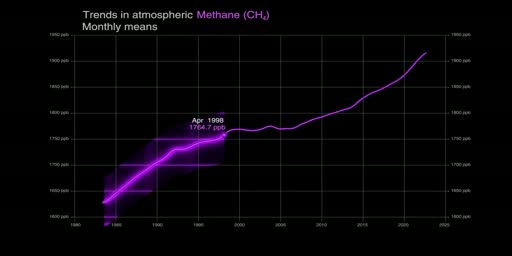 Trends in atmospheric Methane (CH₄)
Monthly means
1950 ppb 1950 ppb
1900 ppb 1900 ppb
1850 ppb 1850 ppb
1800 ppb 1800 ppb
Apr 1998
1764.7 ppb
1750 ppb 1750 ppb
1700 ppb 1700 ppb
1650 ppb 1650 ppb
1600 ppb 1600 ppb
1980 1985 1990 1995 2000 2005 2010 2015 2020 2025